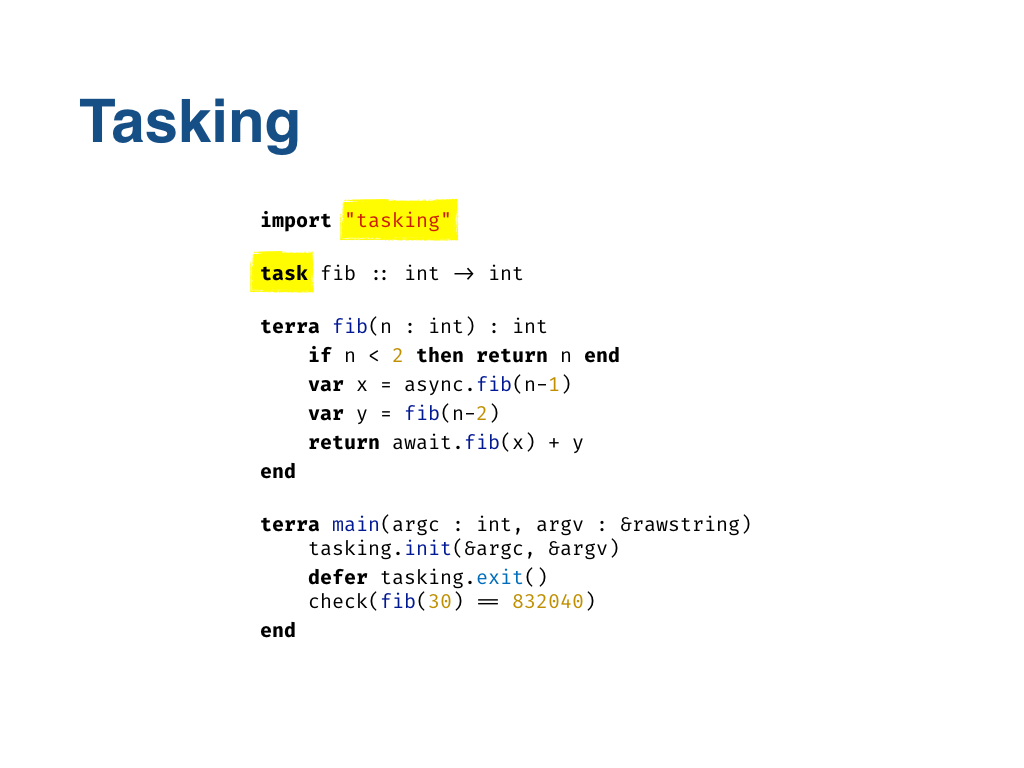 Tasking
import "tasking"
task fib :: int -> int
terra fib(n : int) : int
    if n < 2 then return n end
    var x = async.fib(n-1)
    var y = fib(n-2)
    return await.fib(x) + y
end
terra main(argc : int, argv : &rawstring)
    tasking.init(&argc, &argv)
    defer tasking.exit()
    check(fib(30) == 832040)
end